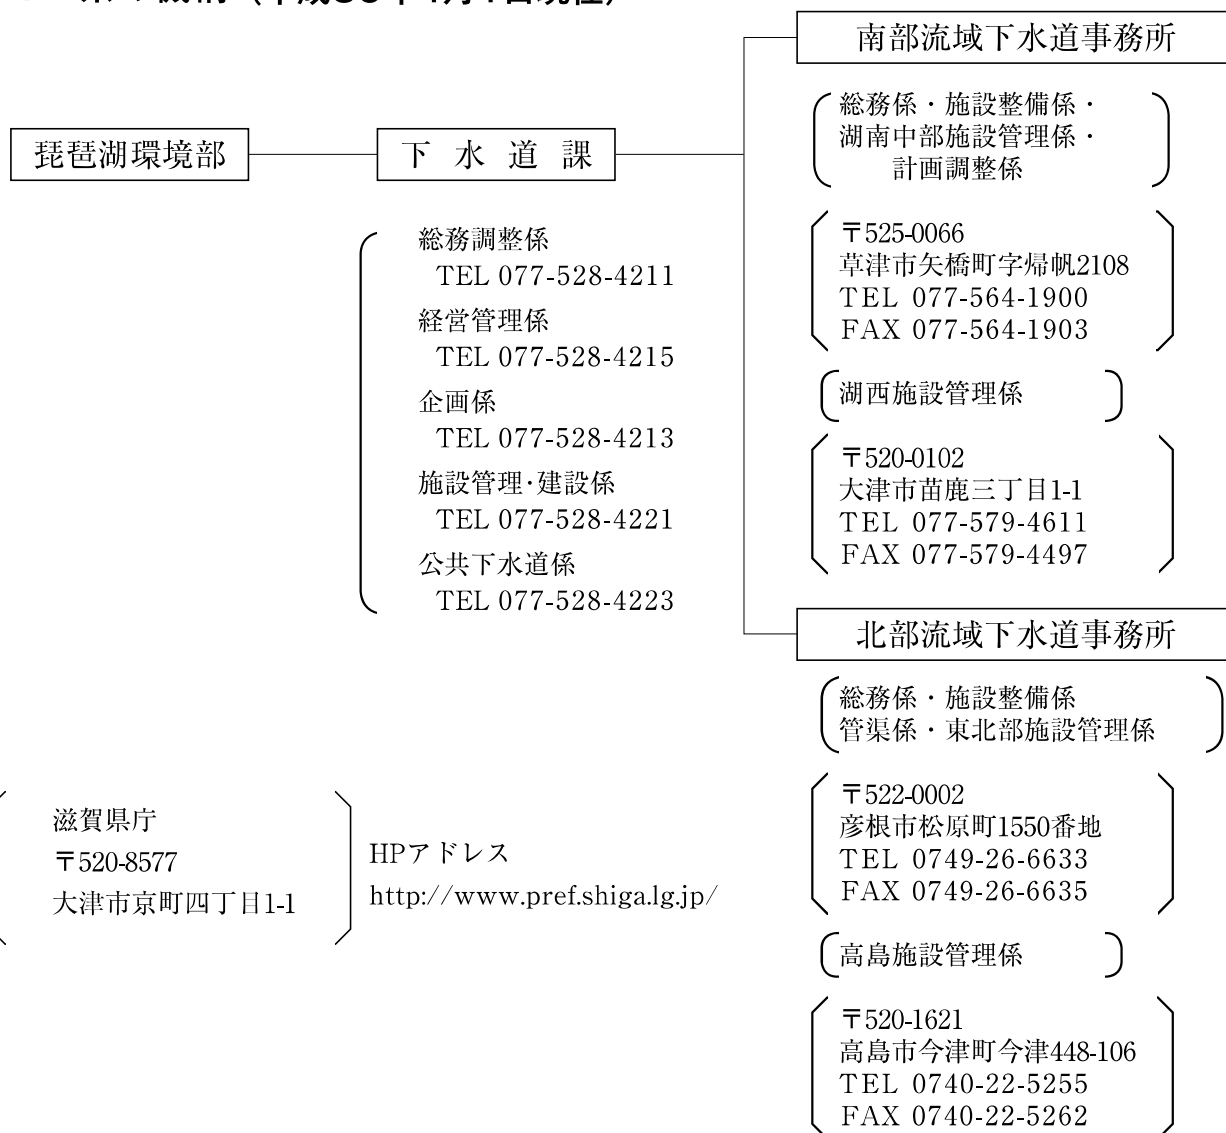 琵琶湖環境部
下水道課
総務調整係
TEL 077-528-4211
経営管理係
TEL 077-528-4215
企画係
TEL 077-528-4213
施設管理·建設係
TEL 077-528-4221
公共下水道係
TEL 077-528-4223
南部流域下水道事務所
総務係・施設整備係・
湖南中部施設管理係・
計画調整係
〒525-0066
草津市矢橋町字帰帆2108
TEL 077-564-1900
FAX 077-564-1903
湖西施設管理係
〒520-0102
大津市苗鹿三丁目1-1
TEL 077-579-4611
FAX 077-579-4497
北部流域下水道事務所
総務係・施設整備係
管渠係・東北部施設管理係
〒522-0002
彦根市松原町1550番地
TEL 0749-26-6633
FAX 0749-26-6635
高島施設管理係
〒520-1621
高島市今津町今津448-106
TEL 0740-22-5255
FAX 0740-22-5262
滋賀県庁
〒520-8577
大津市京町四丁目1-1
HPアドレス
http://www.pref.shiga.lg.jp/